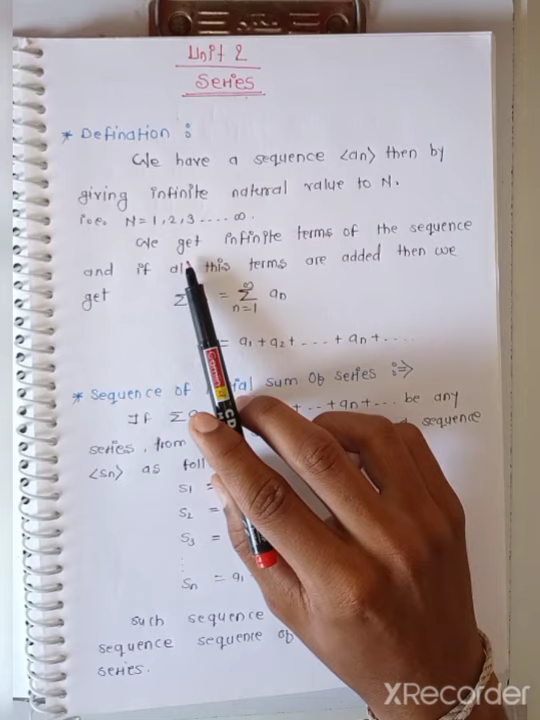 Unit 2
Series
* Defination :
We have a sequence <an> then by
giving infinite natural value to N.
i.e. N = 1, 2, 3 .... ∞.
We get infinite terms of the sequence
and if this terms are added then we
get Σ = ∞Σn=1 an
= a1 + a2 + ... + an + ....
* Sequence of sum of series :=>
If Σ + .. + an + ... be any
series, from sequence
<sn> as
s1 =
s2 =
s3 =
:
sn = a1
such sequence
sequence sequence of
series.
Camlin
XRecorder